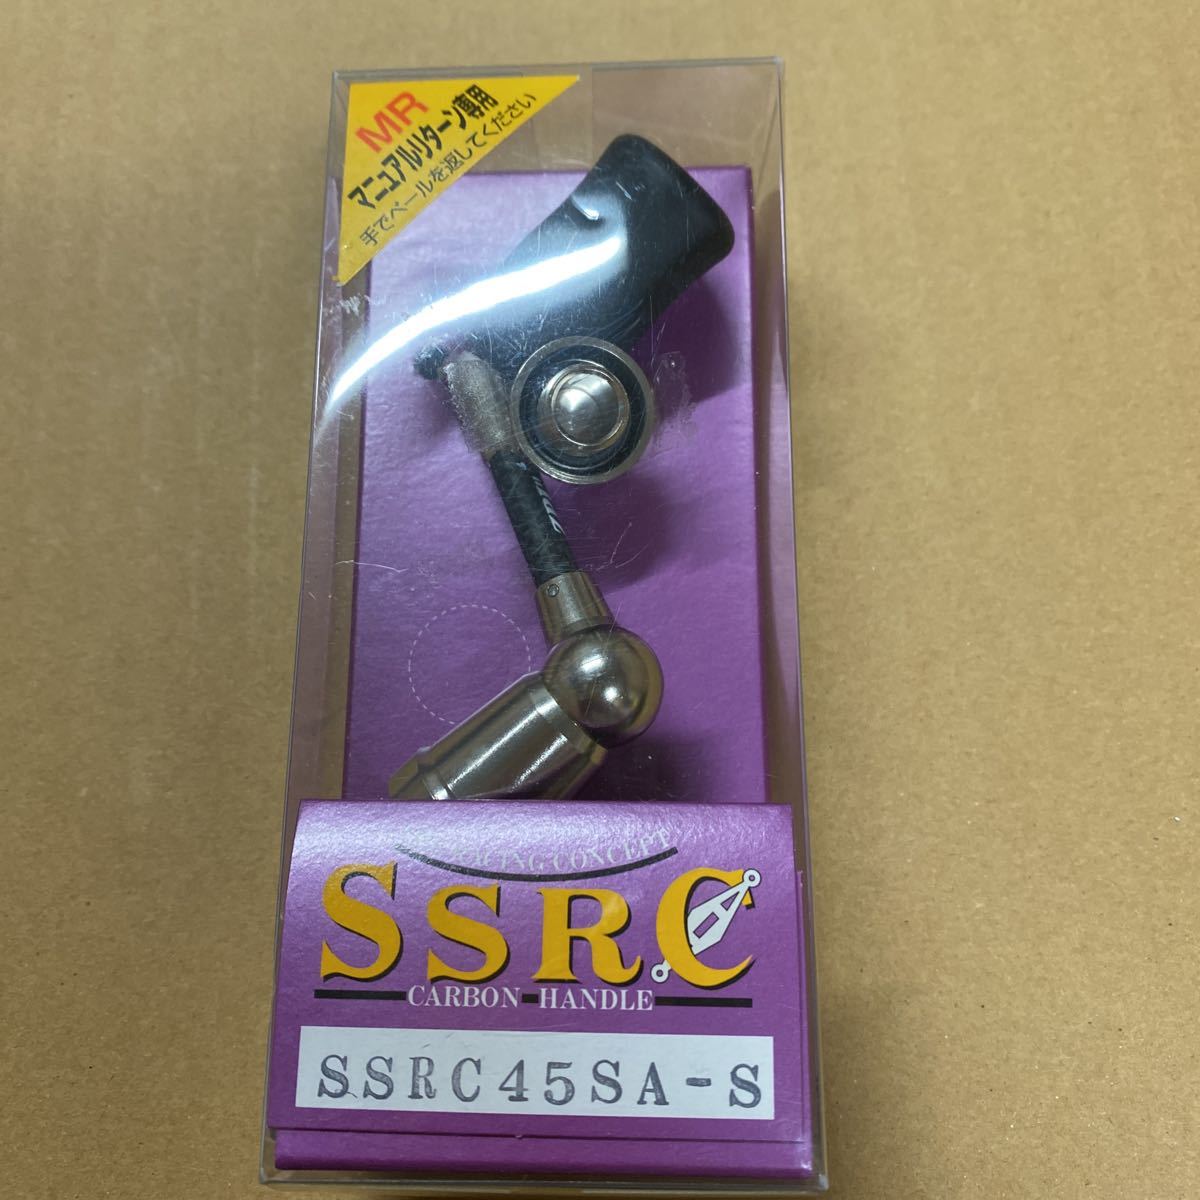 MR
マニュアルリターン専用
手でベールを返してください
CONCEPT
SSRC
CARBON HANDLE
SSRC45SA-S